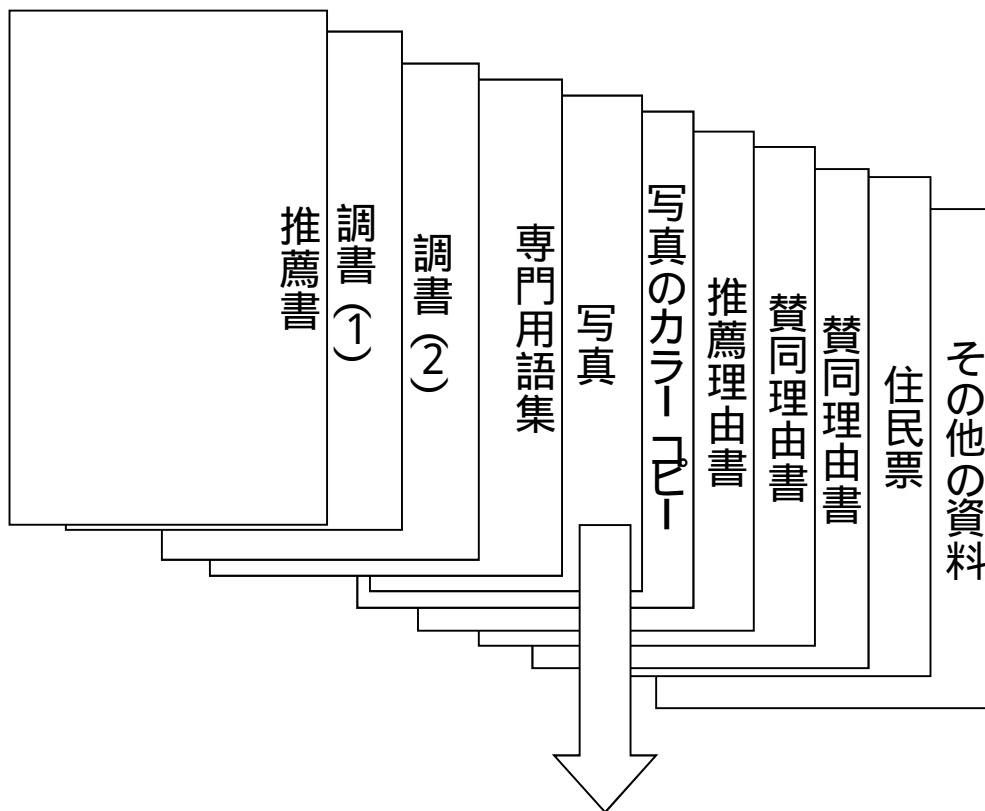 推薦書
調書(1)
調書(2)
専門用語集
写真
写真のカラーコピー
推薦理由書
賛同理由書
賛同理由書
住民票
その他の資料